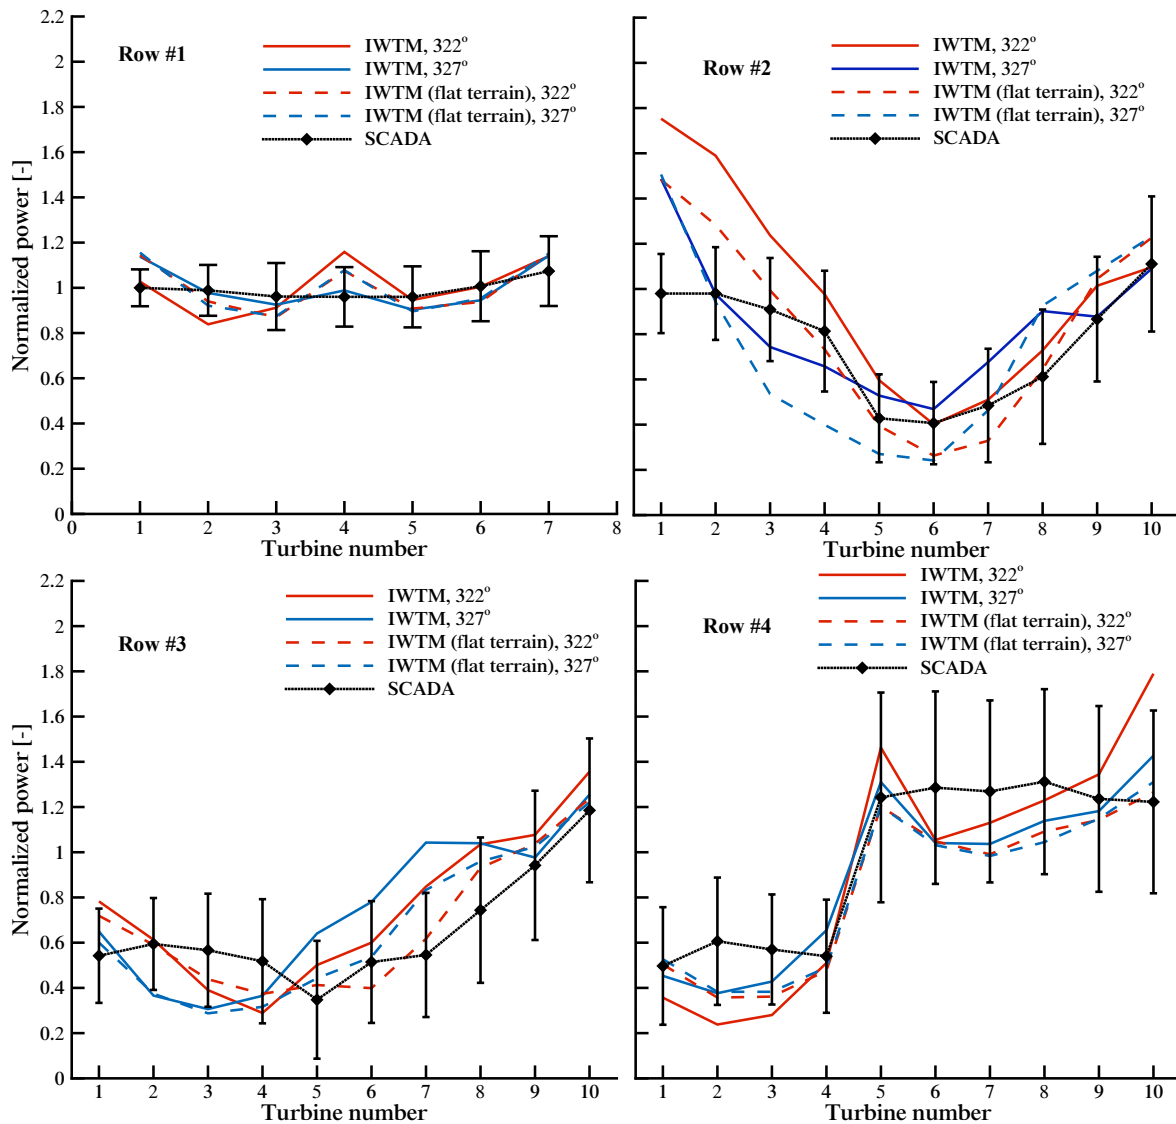 2.2
2
1.8
1.6
1.4
1.2
1
0.8
0.6
0.4
0.2
0
Normalized power [-]
Row #1
IWTM, 322°
IWTM, 327°
IWTM (flat terrain), 322°
IWTM (flat terrain), 327°
SCADA
0 1 2 3 4 5 6 7 8
Turbine number
Row #2
IWTM, 322°
IWTM, 327°
IWTM (flat terrain), 322°
IWTM (flat terrain), 327°
SCADA
1 2 3 4 5 6 7 8 9 10
Turbine number
2.2
2
1.8
1.6
1.4
1.2
1
0.8
0.6
0.4
0.2
0
Normalized power [-]
Row #3
IWTM, 322°
IWTM, 327°
IWTM (flat terrain), 322°
IWTM (flat terrain), 327°
SCADA
1 2 3 4 5 6 7 8 9 10
Turbine number
Row #4
IWTM, 322°
IWTM, 327°
IWTM (flat terrain), 322°
IWTM (flat terrain), 327°
SCADA
1 2 3 4 5 6 7 8 9 10
Turbine number